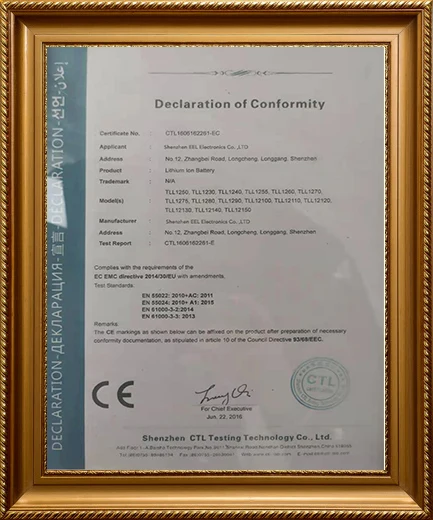 DECLARATION-ДЕКЛАРАЦИЯ-宣言-DECLARATION-선언-إعلان
Declaration of Conformity
Certificate No. : CTL1606162261-EC
Applicant : Shenzhen EEL Electronics Co.,LTD
Address : No.12, Zhangbei Road, Longcheng, Longgang, Shenzhen
Product : Lithium Ion Battery
Trademark : N/A
TLL1250, TLL1230, TLL1240, TLL1255, TLL1260, TLL1270,
Model(s) : TLL1275, TLL1280, TLL1290, TLL12100, TLL12110, TLL12120,
TLL12130, TLL12140, TLL12150
Manufacturer : Shenzhen EEL Electronics Co.,LTD
Address : No.12, Zhangbei Road, Longcheng, Longgang, Shenzhen
Test Report : CTL1606162261-E
Complies with the requirements of the
EC EMC directive 2014/30/EU with amendments.
Test Standards:
EN 55022: 2010+AC: 2011
EN 55024: 2010+ A1: 2015
EN 61000-3-2:2014
EN 61000-3-3: 2013
Remarks:
The CE markings as shown below can be affixed on the product after preparation of necessary
conformity documentation, as stipulated in article 10 of the Council Directive 93/68/EEC.
CE
CTL
For Chief Executive
Jun. 22, 2016
Shenzhen CTL Testing Technology Co., Ltd.